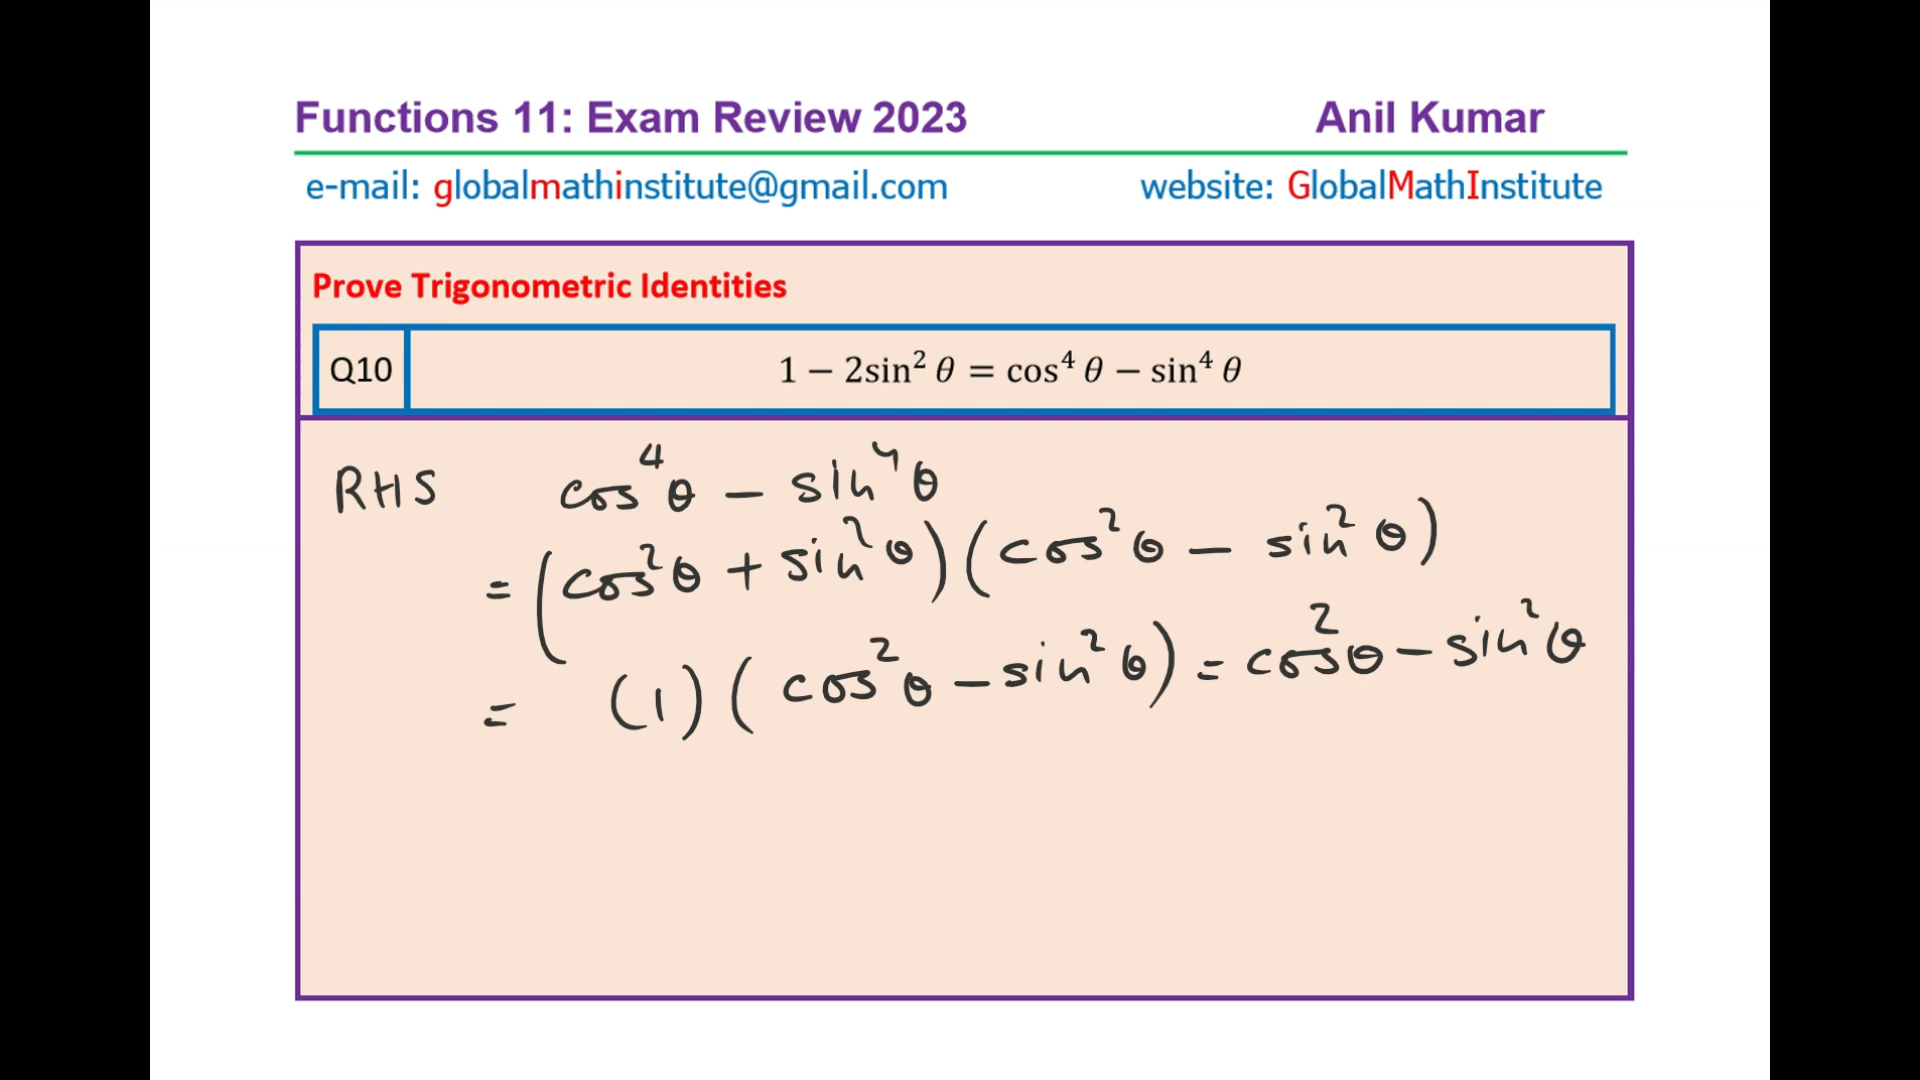 Functions 11: Exam Review 2023 Anil Kumar
e-mail: globalmathinstitute@gmail.com website: GlobalMathInstitute
Prove Trigonometric Identities
Q10 1 − 2sin² θ = cos⁴ θ − sin⁴ θ
RHS cos⁴θ − sin⁴θ
= (cos²θ + sin²θ)(cos²θ − sin²θ)
= (1)(cos²θ − sin²θ) = cos²θ − sin²θ